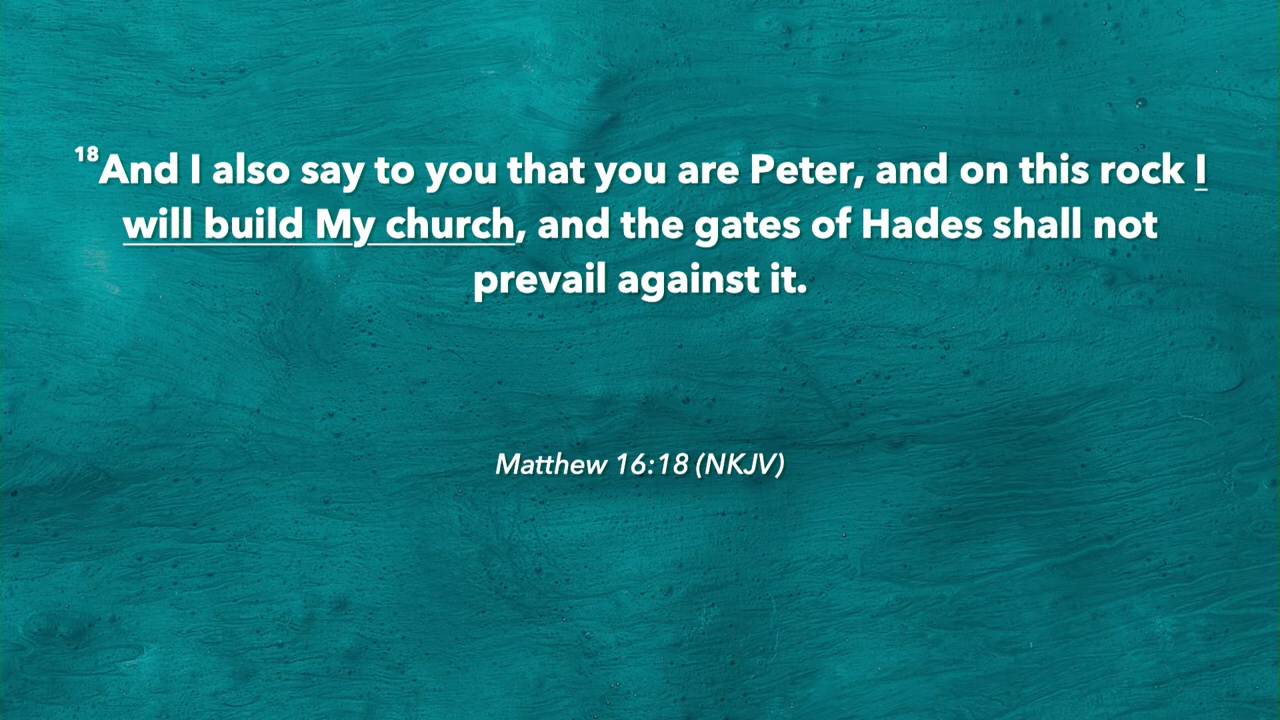 18And I also say to you that you are Peter, and on this rock I
will build My church, and the gates of Hades shall not
prevail against it.
Matthew 16:18 (NKJV)